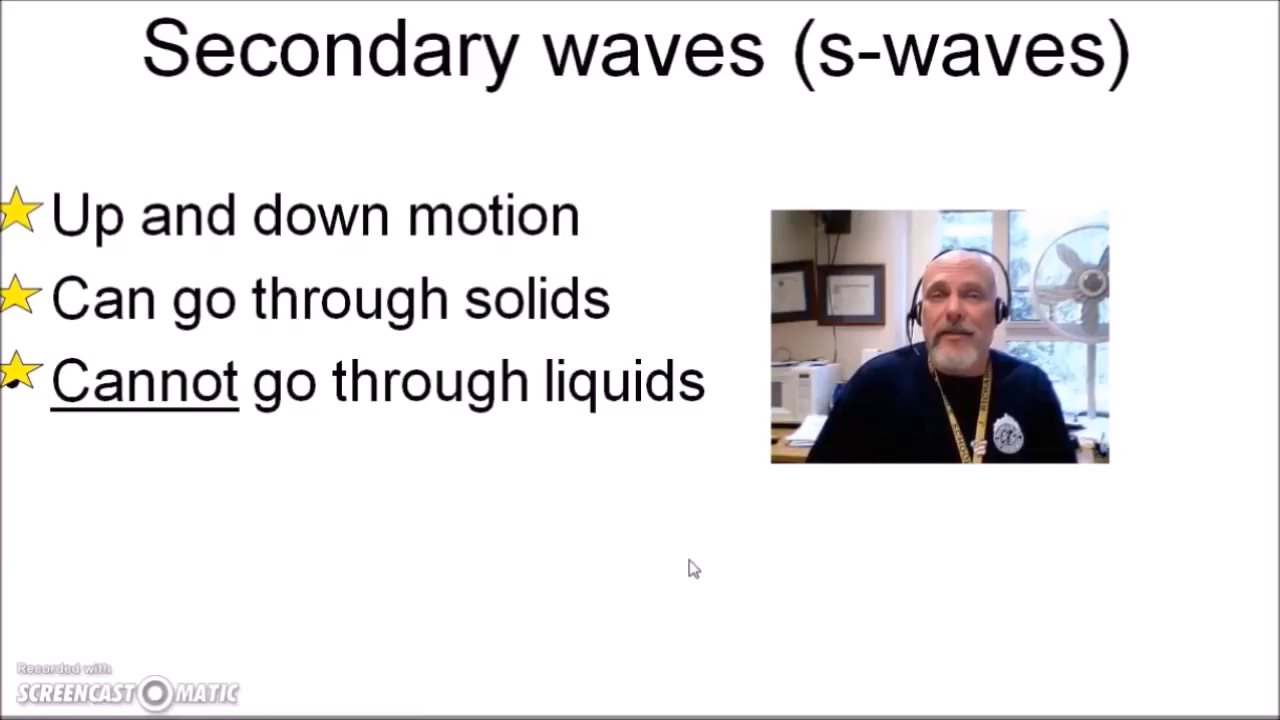 Secondary waves (s-waves)
Up and down motion
Can go through solids
Cannot go through liquids
Recorded with
SCREENCAST MATIC